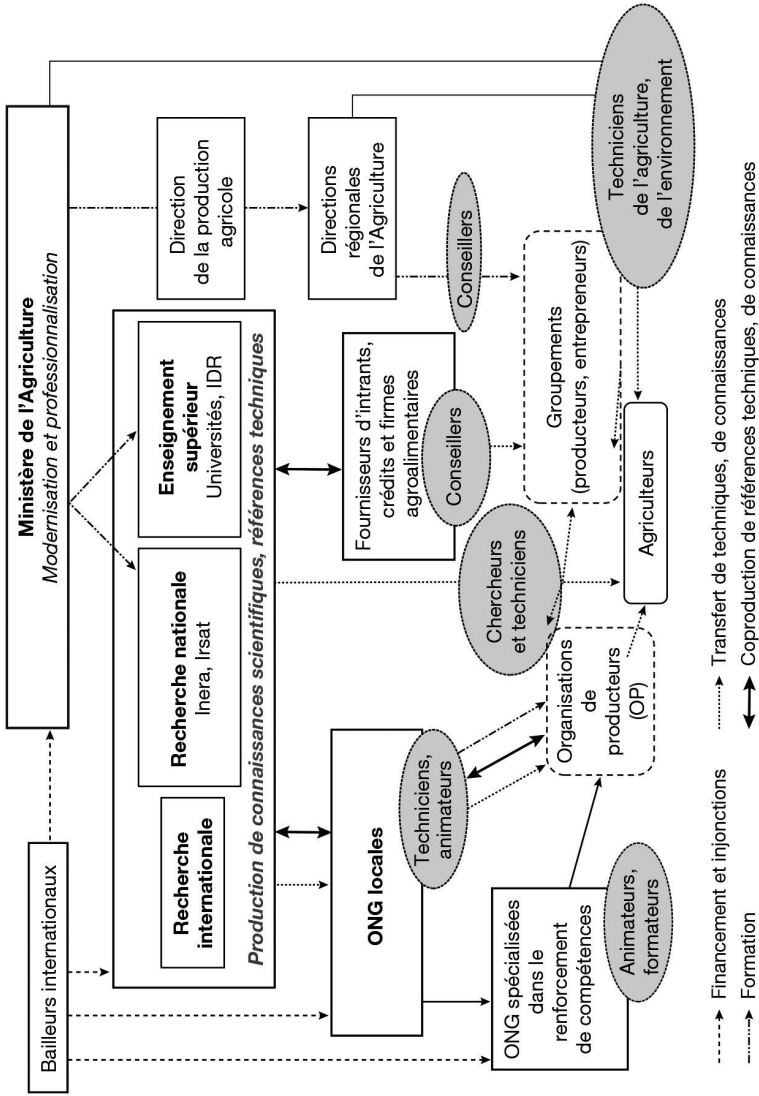 Bailleurs internationaux
Ministère de l'Agriculture
Modernisation et professionnalisation
Recherche
internationale
Recherche nationale
Inera, Irsat
Enseignement
supérieur
Universités, IDR
Production de connaissances scientifiques, références techniques
Direction
de la production
agricole
Directions
régionales
de l'Agriculture
ONG locales
Techniciens,
animateurs
Fournisseurs d'intrants,
crédits et firmes
agroalimentaires
Conseillers
Conseillers
Chercheurs
et techniciens
ONG spécialisées
dans le
renforcement
de compétences
Animateurs,
formateurs
Organisations
de
producteurs
(OP)
Groupements
(producteurs, entrepreneurs)
Techniciens
de l'agriculture,
de l'environnement
Agriculteurs
Financement et injonctions
Transfert de techniques, de connaissances
Formation
Coproduction de références techniques, de connaissances